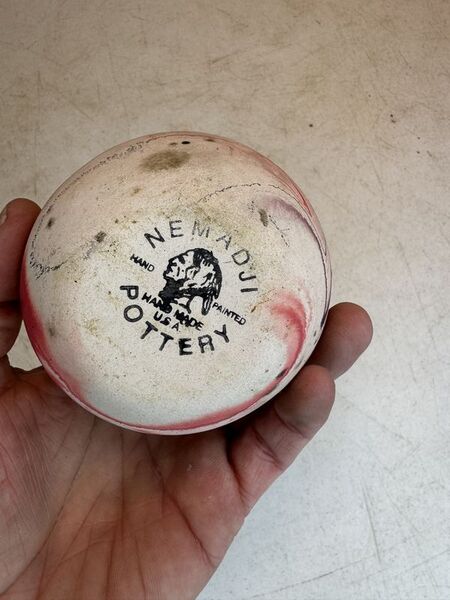 NEMADJI
HAND PAINTED
HAND MADE
U.S.A
POTTERY